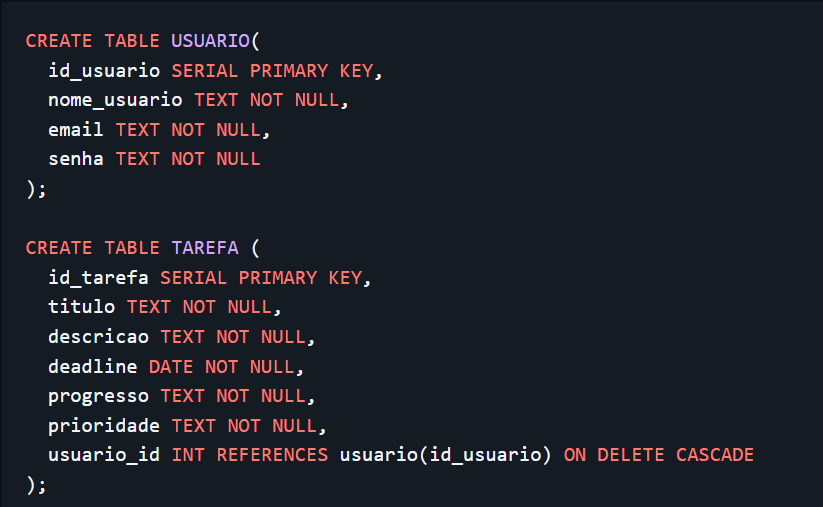 CREATE TABLE USUARIO(
  id_usuario SERIAL PRIMARY KEY,
  nome_usuario TEXT NOT NULL,
  email TEXT NOT NULL,
  senha TEXT NOT NULL
);

CREATE TABLE TAREFA (
  id_tarefa SERIAL PRIMARY KEY,
  titulo TEXT NOT NULL,
  descricao TEXT NOT NULL,
  deadline DATE NOT NULL,
  progresso TEXT NOT NULL,
  prioridade TEXT NOT NULL,
  usuario_id INT REFERENCES usuario(id_usuario) ON DELETE CASCADE
);